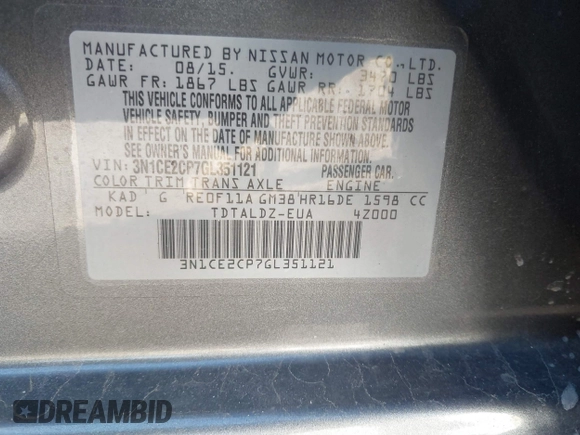 MANUFACTURED BY NISSAN MOTOR CO., LTD.
DATE: 08/15. GVWR: 3470 LBS
GAWR FR: 1867 LBS GAWR RR: 1704 LBS
THIS VEHICLE CONFORMS TO ALL APPLICABLE FEDERAL MOTOR
VEHICLE SAFETY, BUMPER AND THEFT PREVENTION STANDARDS
IN EFFECT ON THE DATE OF MANUFACTURE SHOWN ABOVE.
SEE OWNER'S MANUAL FOR ADDITIONAL INFORMATION.
VIN: 3N1CE2CP7GL351121 PASSENGER CAR.
COLOR TRIM TRANS AXLE ENGINE
KAD G RE0F11A GM38 HR16DE 1598 CC
MODEL: TDTALDZ-EUA 4Z000
3N1CE2CP7GL351121
DREAMBID